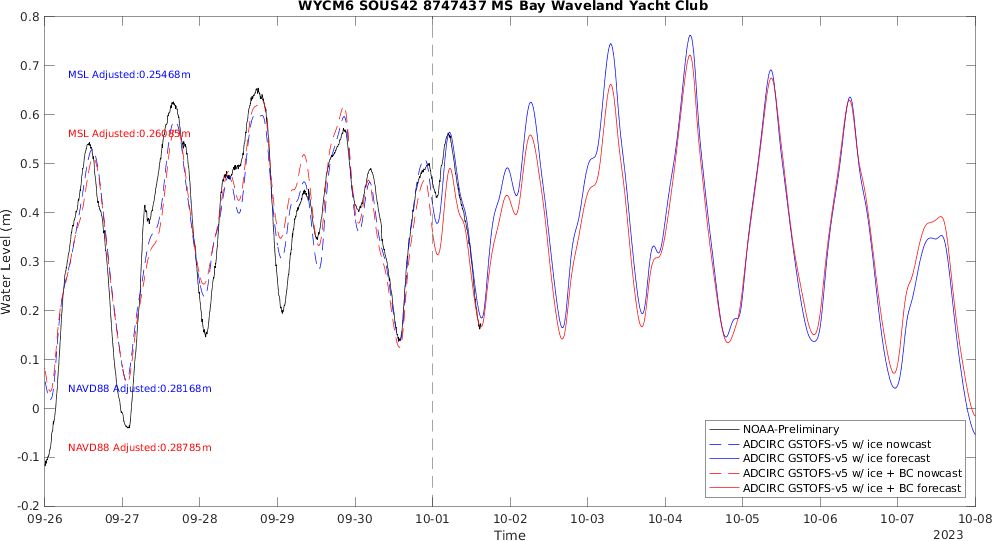 WYCM6 SOUS42 8747437 MS Bay Waveland Yacht Club
0.8
0.7
0.6
0.5
0.4
0.3
0.2
0.1
0
-0.1
-0.2
Water Level (m)
MSL Adjusted:0.25468m
MSL Adjusted:0.26085m
NAVD88 Adjusted:0.28168m
NAVD88 Adjusted:0.28785m
NOAA-Preliminary
ADCIRC GSTOFS-v5 w/ ice nowcast
ADCIRC GSTOFS-v5 w/ ice forecast
ADCIRC GSTOFS-v5 w/ ice + BC nowcast
ADCIRC GSTOFS-v5 w/ ice + BC forecast
09-26 09-27 09-28 09-29 09-30 10-01 10-02 10-03 10-04 10-05 10-06 10-07 10-08
Time
2023